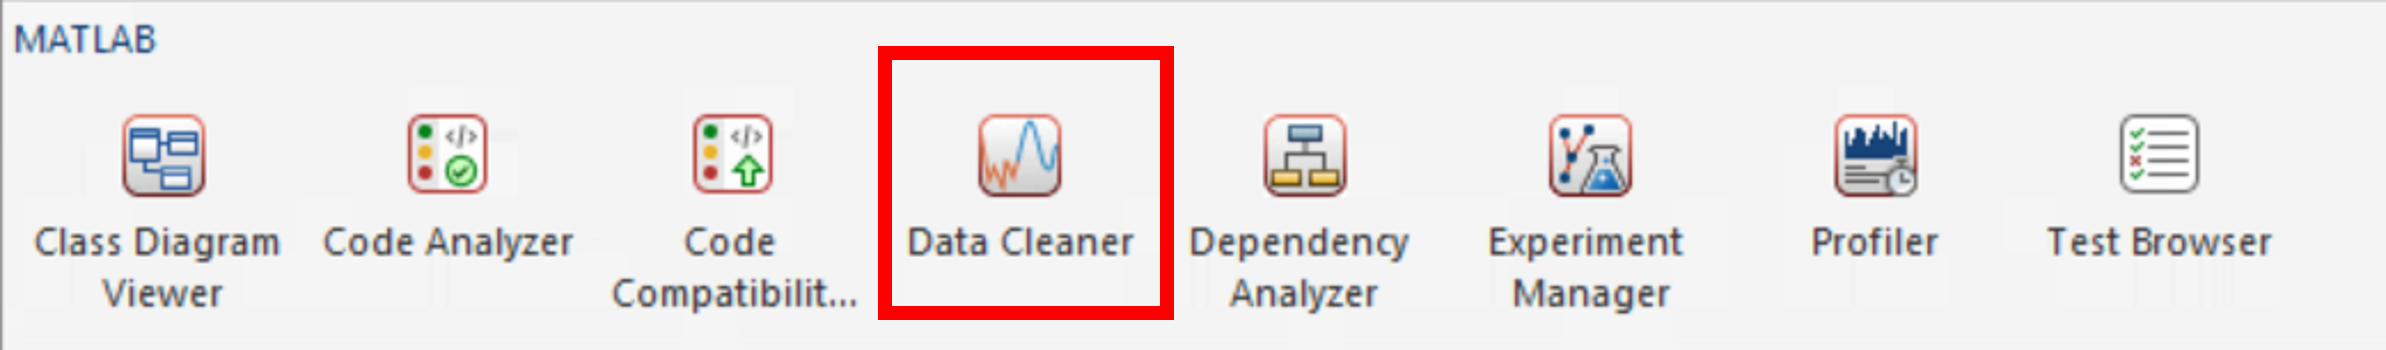 MATLAB
Class Diagram
Viewer
Code Analyzer
Code
Compatibilit...
Data Cleaner
Dependency
Analyzer
Experiment
Manager
Profiler
Test Browser